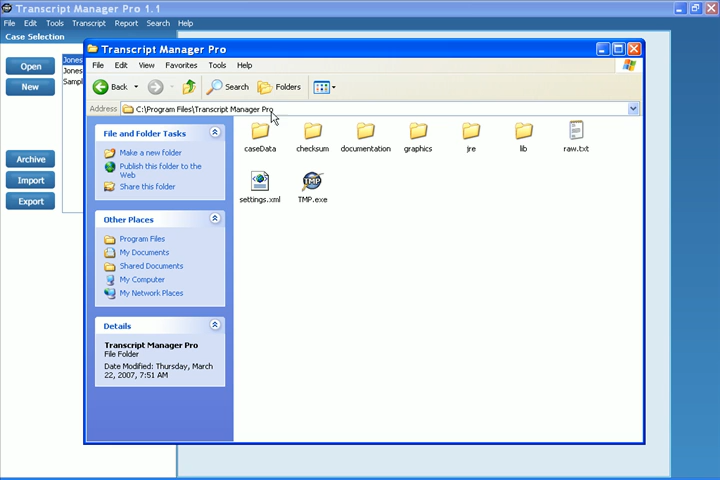 Transcript Manager Pro 1.1
File Edit Tools Transcript Report Search Help
Case Selection
Open
New
Archive
Import
Export
Jones
Jones
Sampl
Transcript Manager Pro
File Edit View Favorites Tools Help
Back Search Folders
Address C:\Program Files\Transcript Manager Pro
File and Folder Tasks
Make a new folder
Publish this folder to the
Web
Share this folder
Other Places
Program Files
My Documents
Shared Documents
My Computer
My Network Places
Details
Transcript Manager Pro
File Folder
Date Modified: Thursday, March
22, 2007, 7:51 AM
caseData checksum documentation graphics jre lib raw.txt
settings.xml TMP.exe
TMP